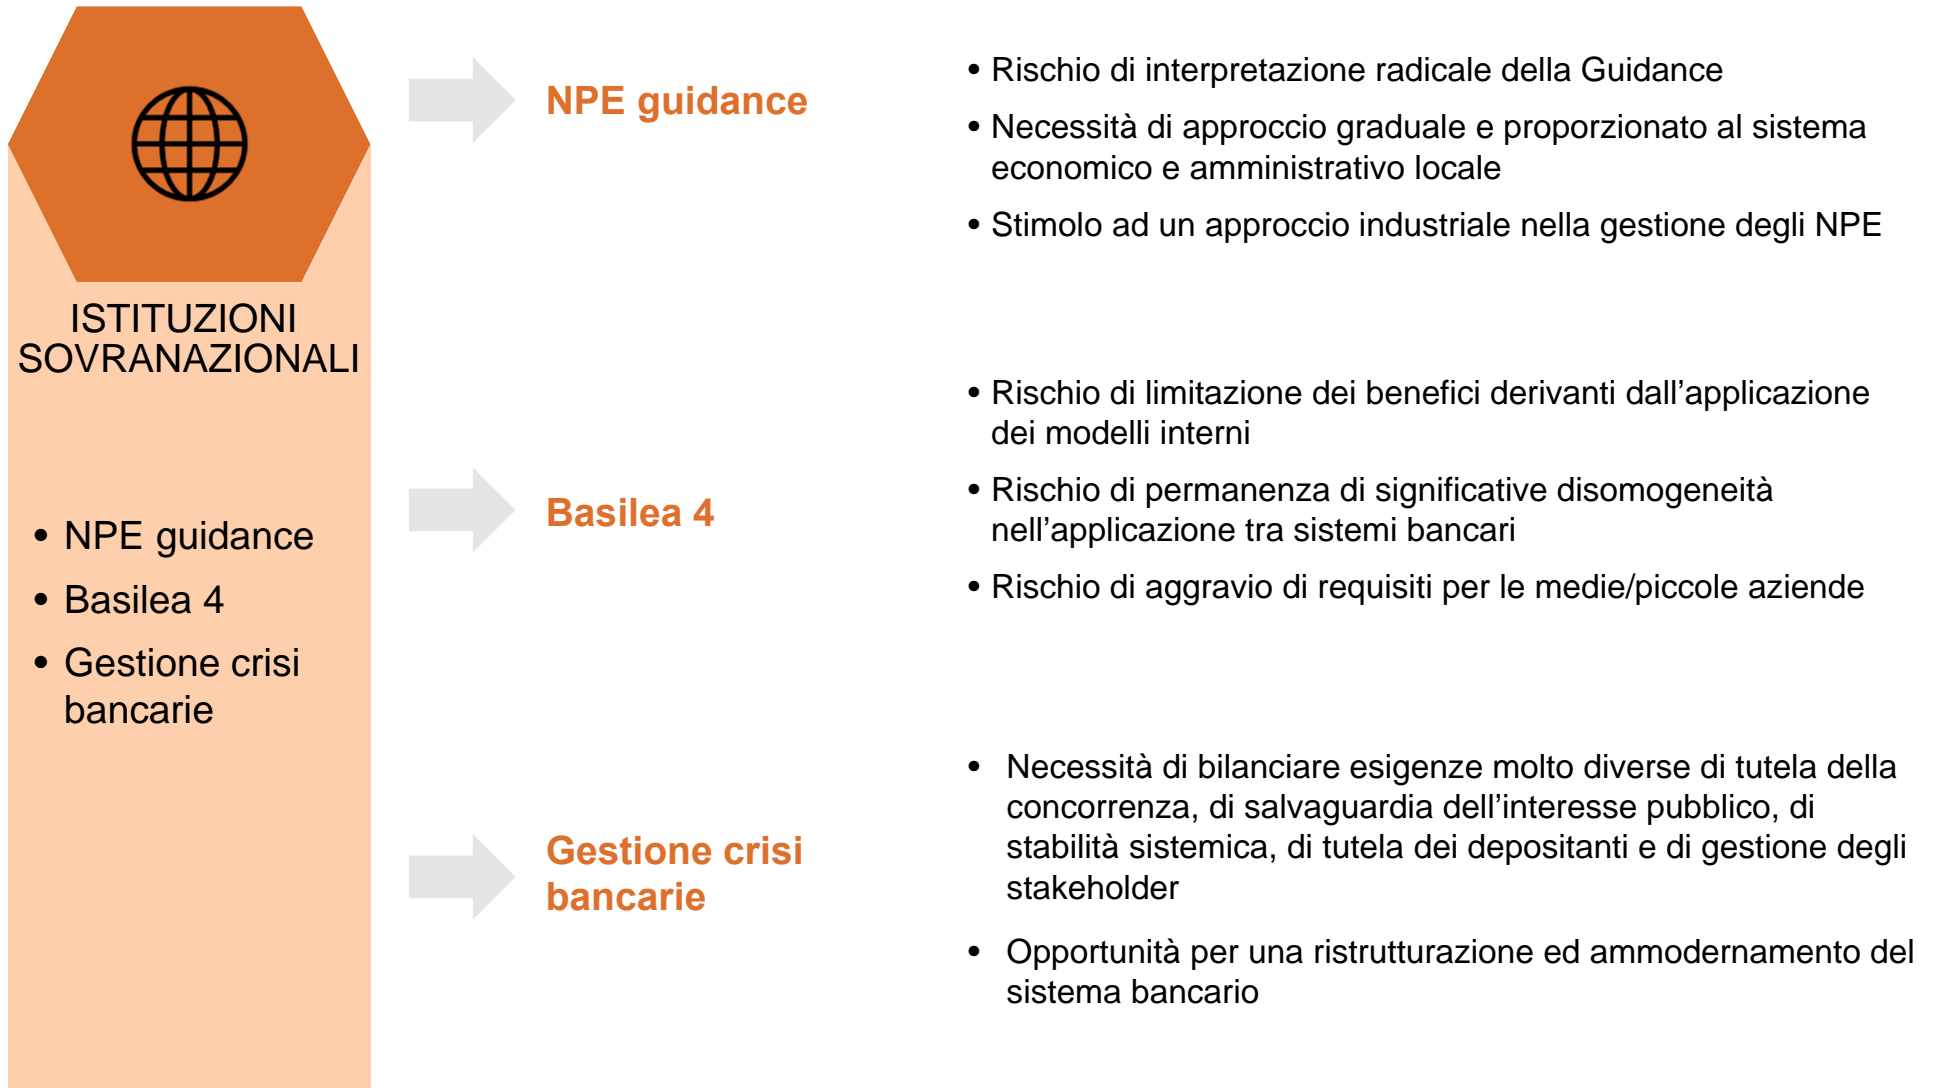 ISTITUZIONI
SOVRANAZIONALI
• NPE guidance
• Basilea 4
• Gestione crisi
bancarie
NPE guidance
• Rischio di interpretazione radicale della Guidance
• Necessità di approccio graduale e proporzionato al sistema
economico e amministrativo locale
• Stimolo ad un approccio industriale nella gestione degli NPE
Basilea 4
• Rischio di limitazione dei benefici derivanti dall’applicazione
dei modelli interni
• Rischio di permanenza di significative disomogeneità
nell’applicazione tra sistemi bancari
• Rischio di aggravio di requisiti per le medie/piccole aziende
Gestione crisi
bancarie
• Necessità di bilanciare esigenze molto diverse di tutela della
concorrenza, di salvaguardia dell’interesse pubblico, di
stabilità sistemica, di tutela dei depositanti e di gestione degli
stakeholder
• Opportunità per una ristrutturazione ed ammodernamento del
sistema bancario